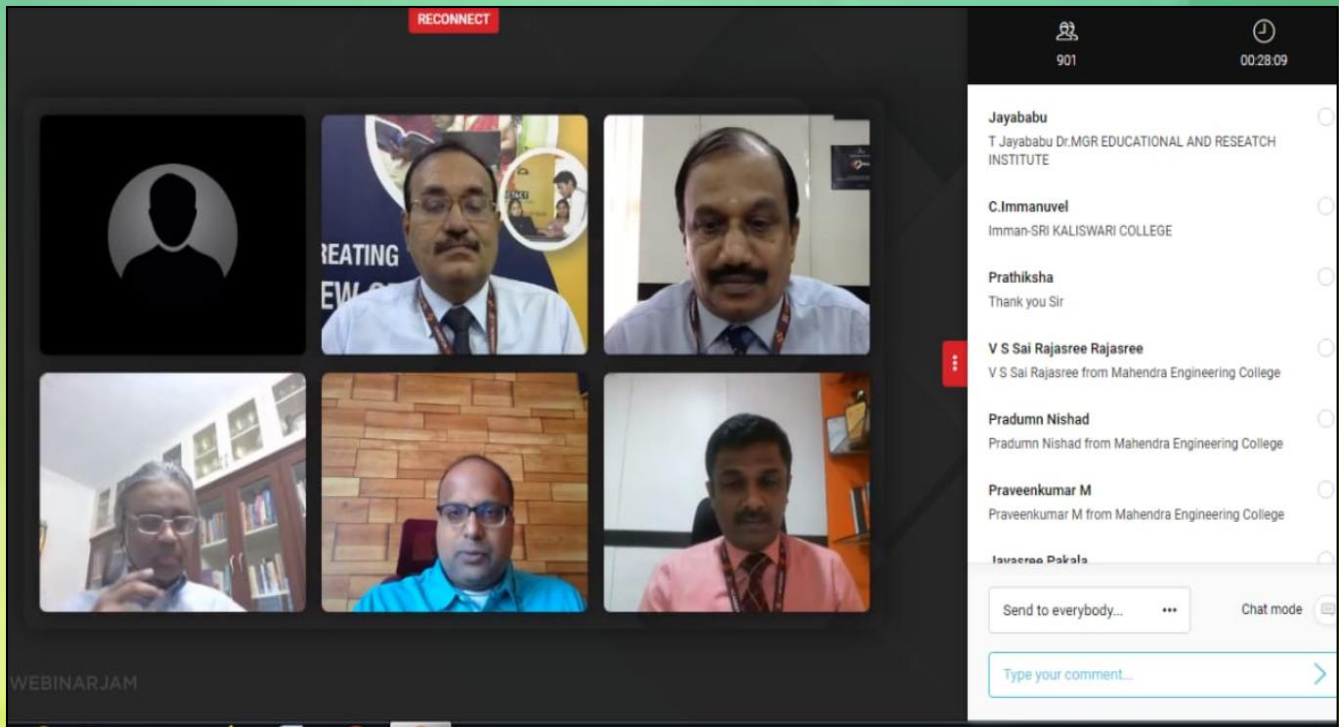 RECONNECT
901
00:28:09
REATING
Jayababu
T Jayababu Dr.MGR EDUCATIONAL AND RESEATCH
INSTITUTE
C.Immanuvel
Imman-SRI KALISWARI COLLEGE
Prathiksha
Thank you Sir
V S Sai Rajasree Rajasree
V S Sai Rajasree from Mahendra Engineering College
Pradumn Nishad
Pradumn Nishad from Mahendra Engineering College
Praveenkumar M
Praveenkumar M from Mahendra Engineering College
Jayasree Pakala
Send to everybody... •••
Chat mode
Type your comment...
WEBINARJAM